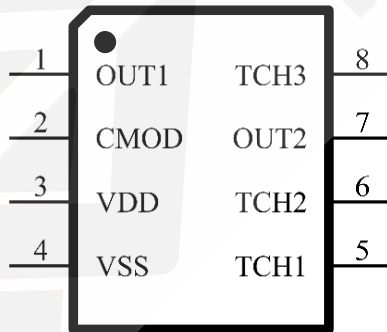 1 OUT1 TCH3 8
2 CMOD OUT2 7
3 VDD TCH2 6
4 VSS TCH1 5